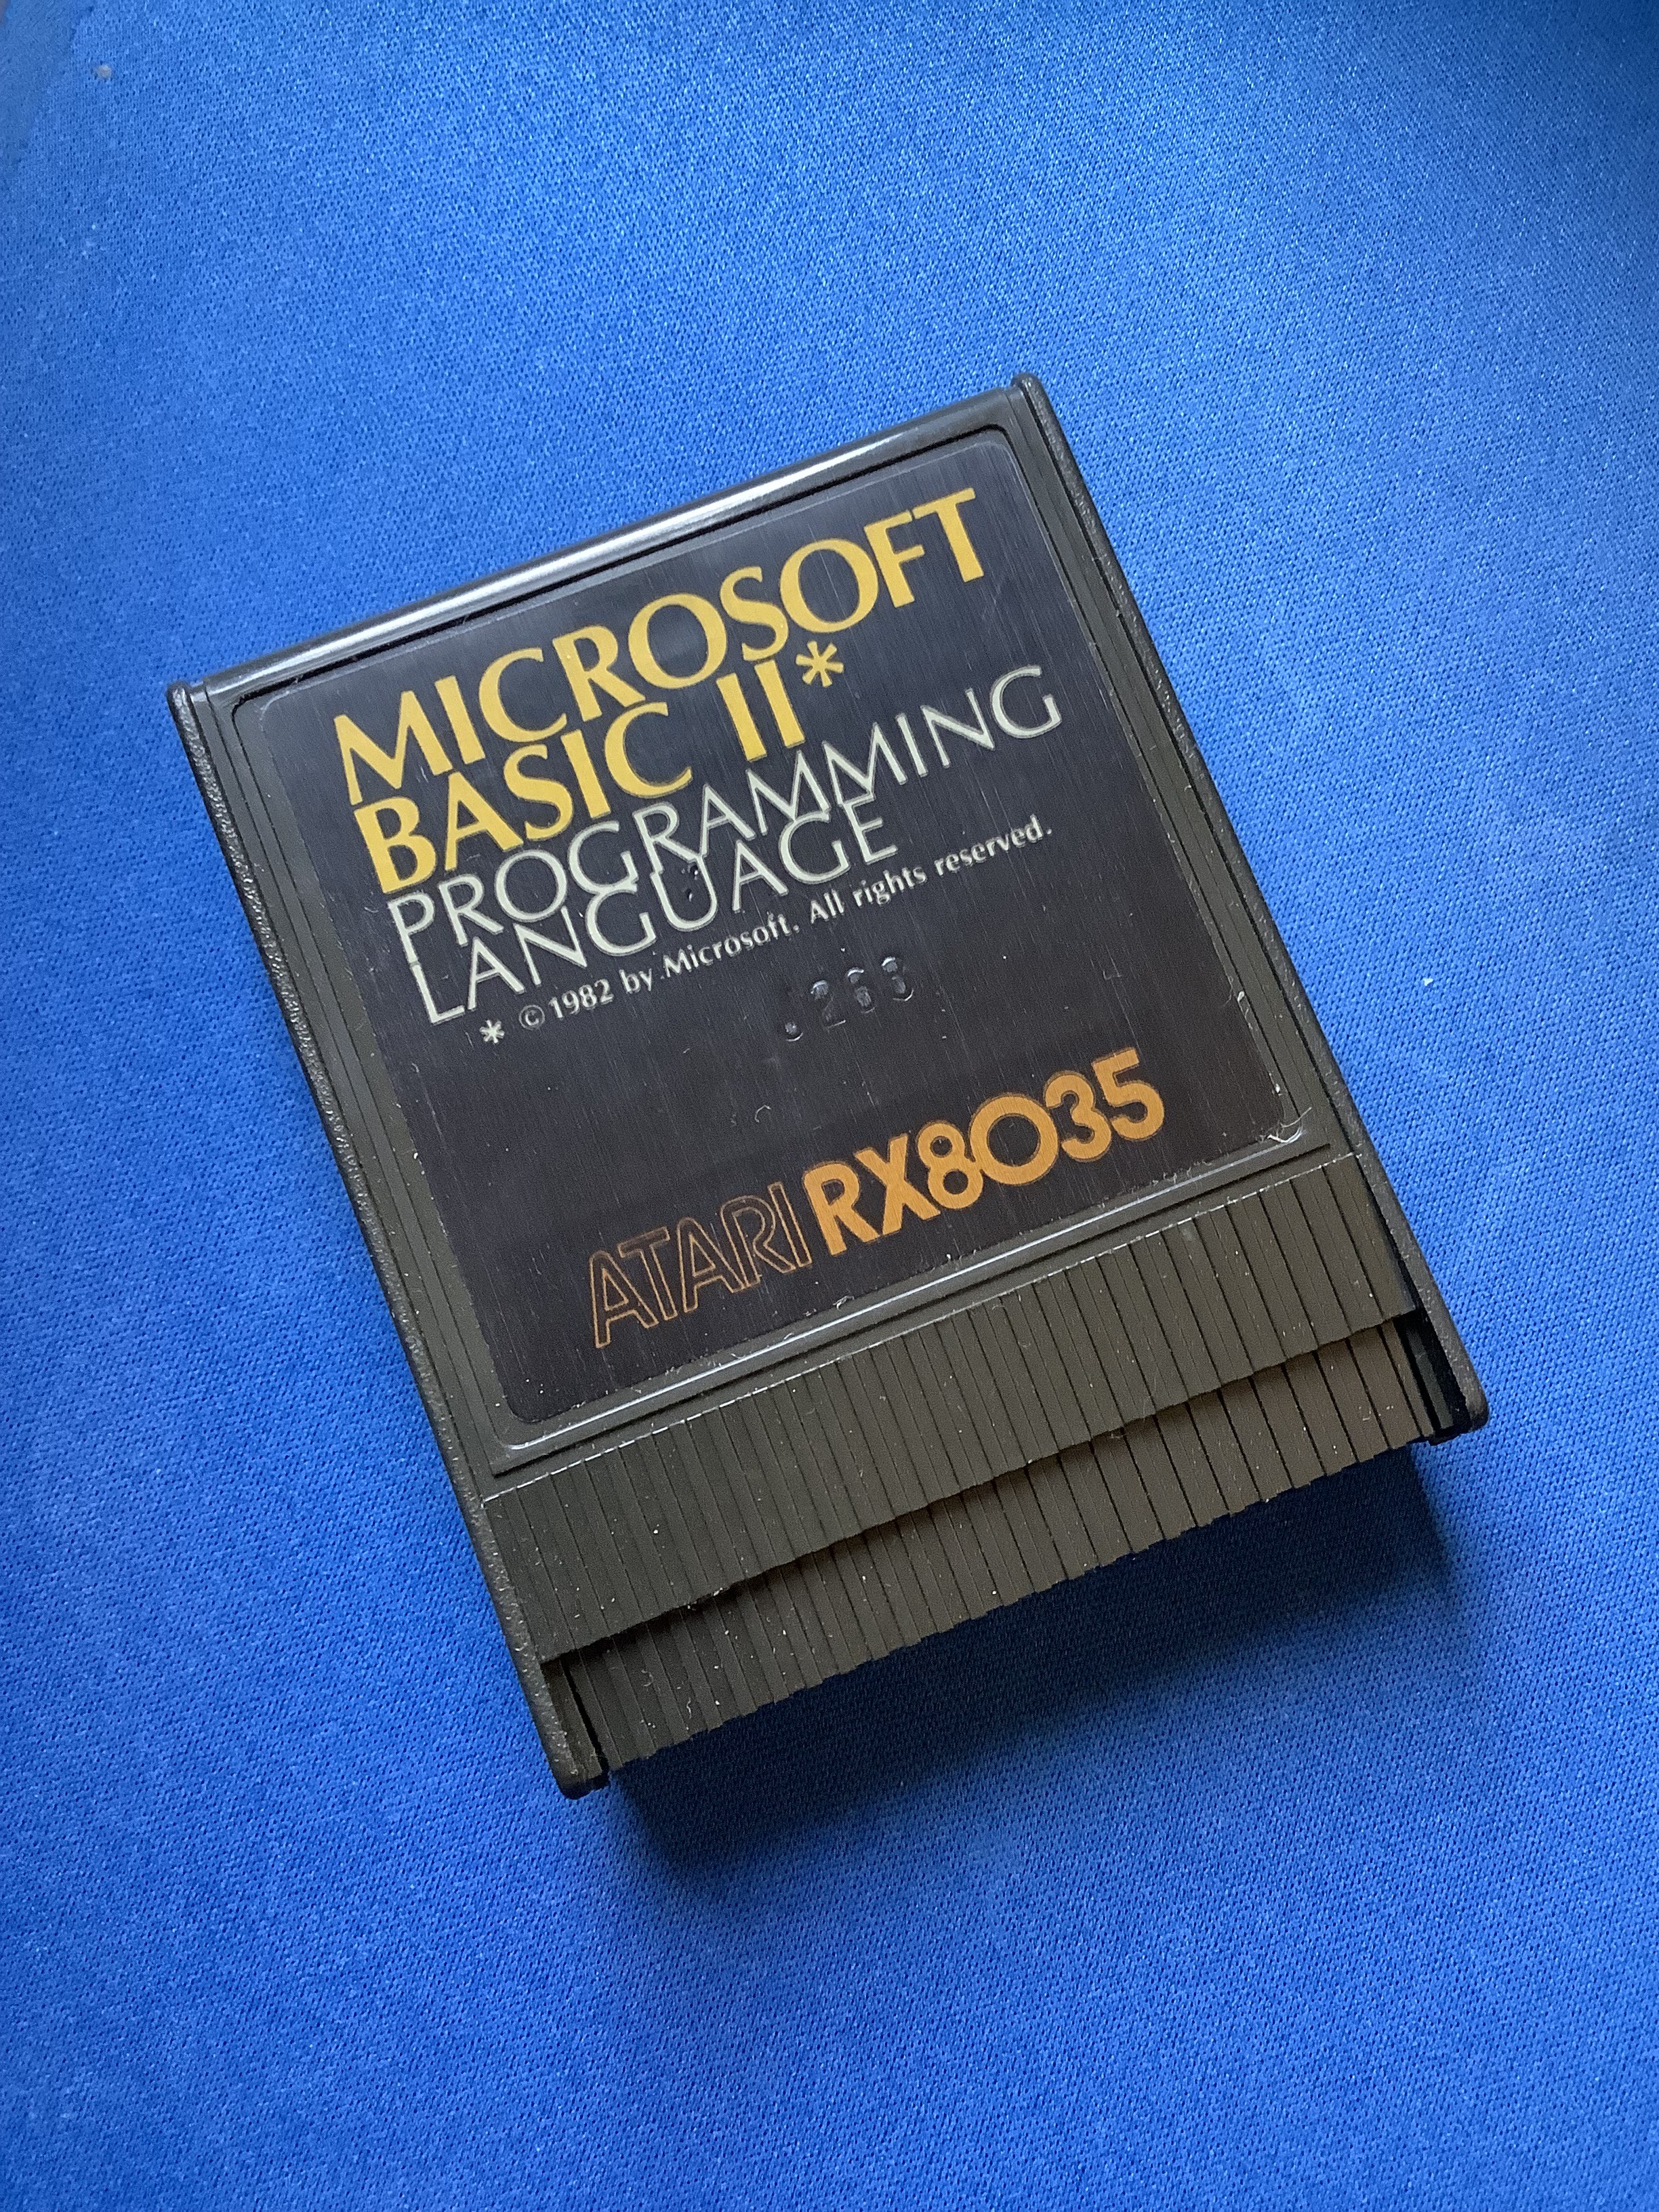 MICROSOFT
BASIC II*
PROGRAMMING
LANGUAGE
* © 1982 by Microsoft. All rights reserved.
ATARI RX8035